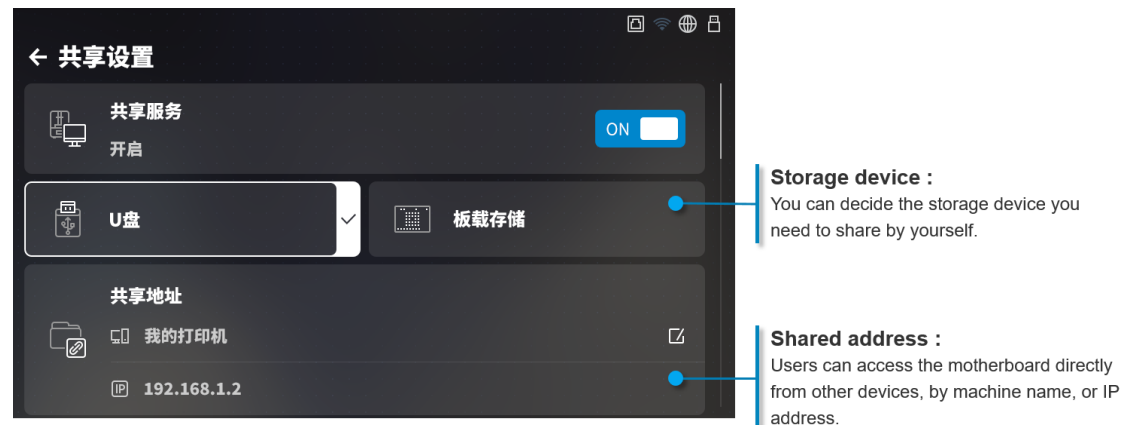 共享设置
共享服务
开启
ON
U盘
板载存储
共享地址
我的打印机
IP
192.168.1.2
Storage device :
You can decide the storage device you
need to share by yourself.
Shared address :
Users can access the motherboard directly
from other devices, by machine name, or IP
address.